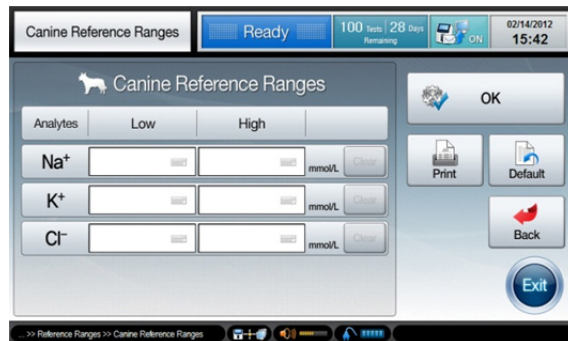 Canine Reference Ranges
Ready
100 Tests 28 Days
Remaining
ON
02/14/2012
15:42
Canine Reference Ranges
Analytes Low High
Na⁺ mmol/L Clear
K⁺
mmol/L Clear
Cl⁻ mmol/L Clear
OK
Print Default
Back
Exit
... >> Reference Ranges >> Canine Reference Ranges